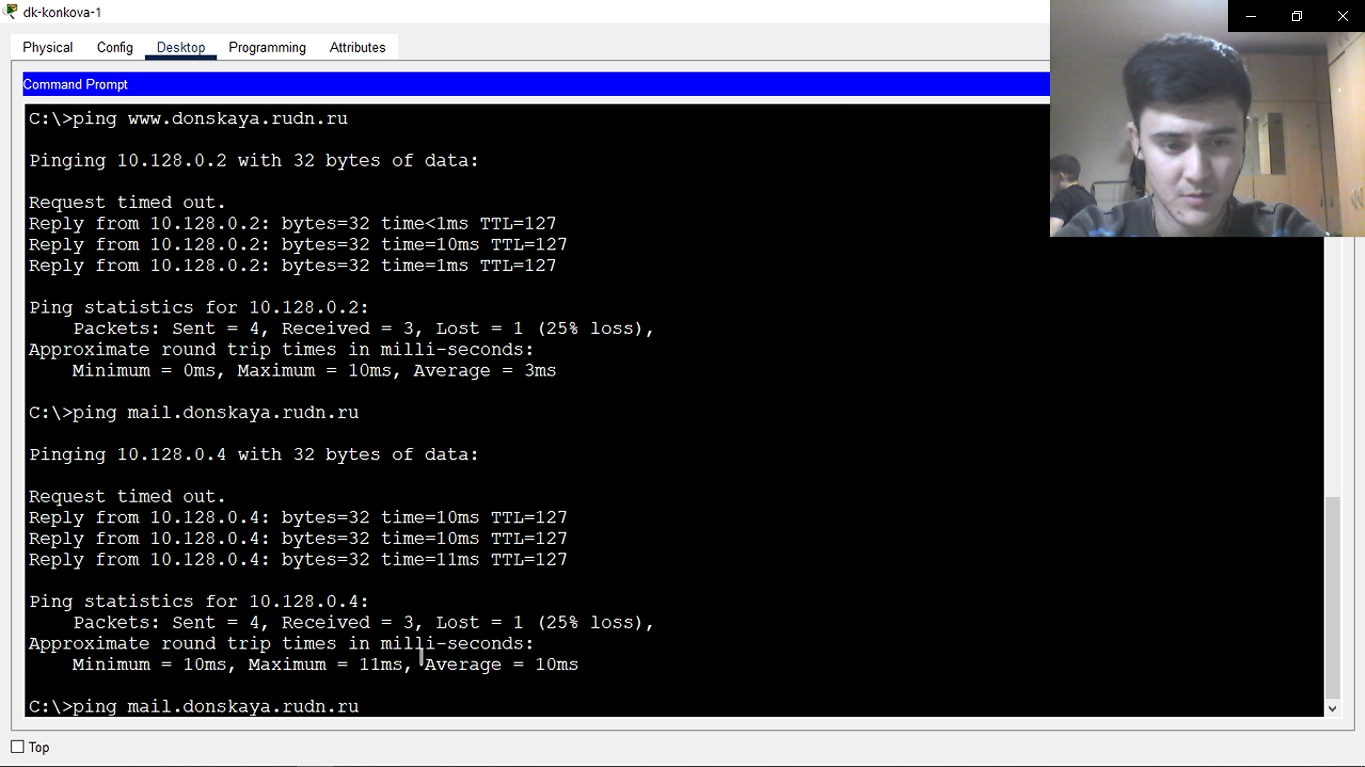 dk-konkova-1
Physical Config Desktop Programming Attributes
Command Prompt
C:\>ping www.donskaya.rudn.ru
Pinging 10.128.0.2 with 32 bytes of data:
Request timed out.
Reply from 10.128.0.2: bytes=32 time<1ms TTL=127
Reply from 10.128.0.2: bytes=32 time=10ms TTL=127
Reply from 10.128.0.2: bytes=32 time=1ms TTL=127
Ping statistics for 10.128.0.2:
Packets: Sent = 4, Received = 3, Lost = 1 (25% loss),
Approximate round trip times in milli-seconds:
Minimum = 0ms, Maximum = 10ms, Average = 3ms
C:\>ping mail.donskaya.rudn.ru
Pinging 10.128.0.4 with 32 bytes of data:
Request timed out.
Reply from 10.128.0.4: bytes=32 time=10ms TTL=127
Reply from 10.128.0.4: bytes=32 time=10ms TTL=127
Reply from 10.128.0.4: bytes=32 time=11ms TTL=127
Ping statistics for 10.128.0.4:
Packets: Sent = 4, Received = 3, Lost = 1 (25% loss),
Approximate round trip times in milli-seconds:
Minimum = 10ms, Maximum = 11ms, Average = 10ms
C:\>ping mail.donskaya.rudn.ru
Top